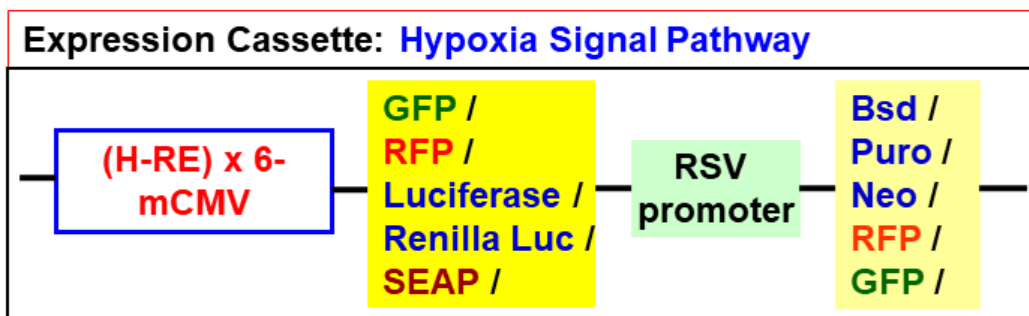 Expression Cassette: Hypoxia Signal Pathway
(H-RE) x 6-
mCMV
GFP /
RFP /
Luciferase /
Renilla Luc /
SEAP /
RSV
promoter
Bsd /
Puro /
Neo /
RFP /
GFP /